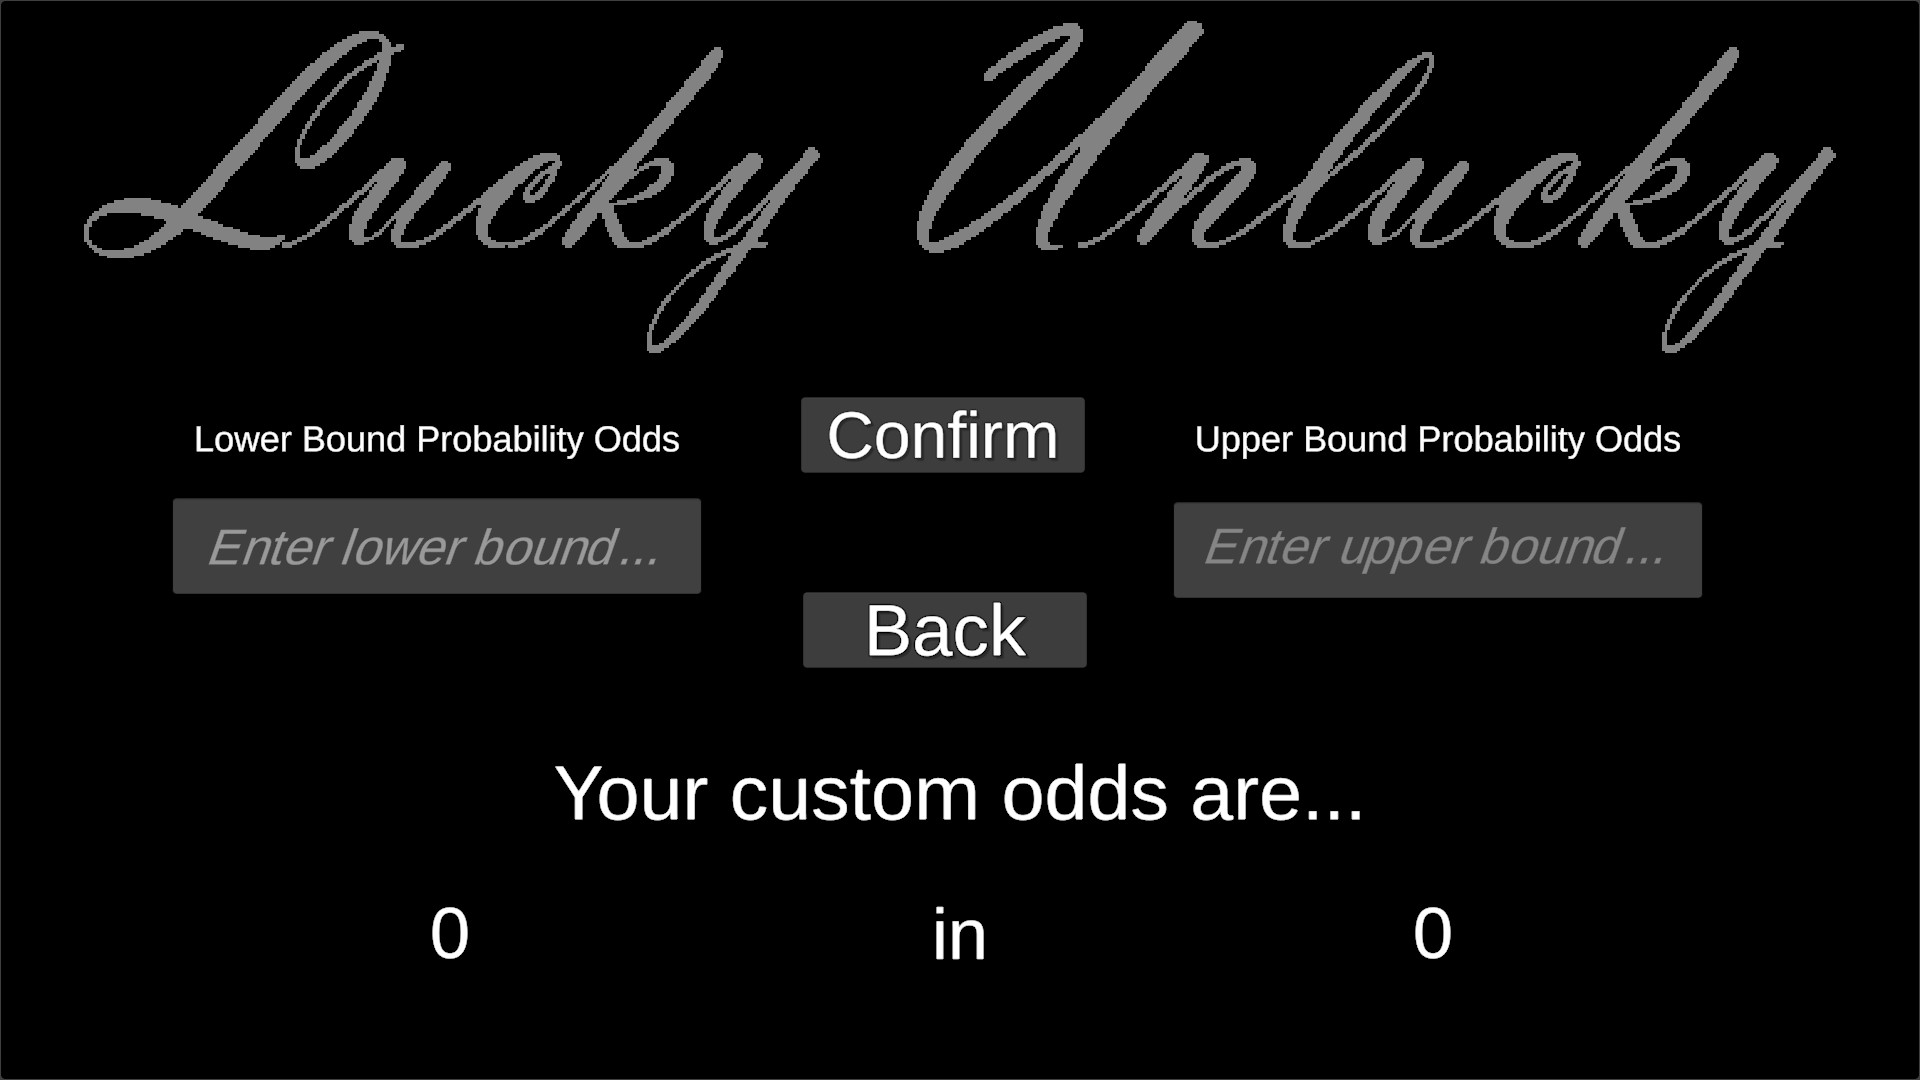 Lucky Unlucky
Lower Bound Probability Odds
Confirm
Upper Bound Probability Odds
Enter lower bound...
Enter upper bound...
Back
Your custom odds are...
0 in 0